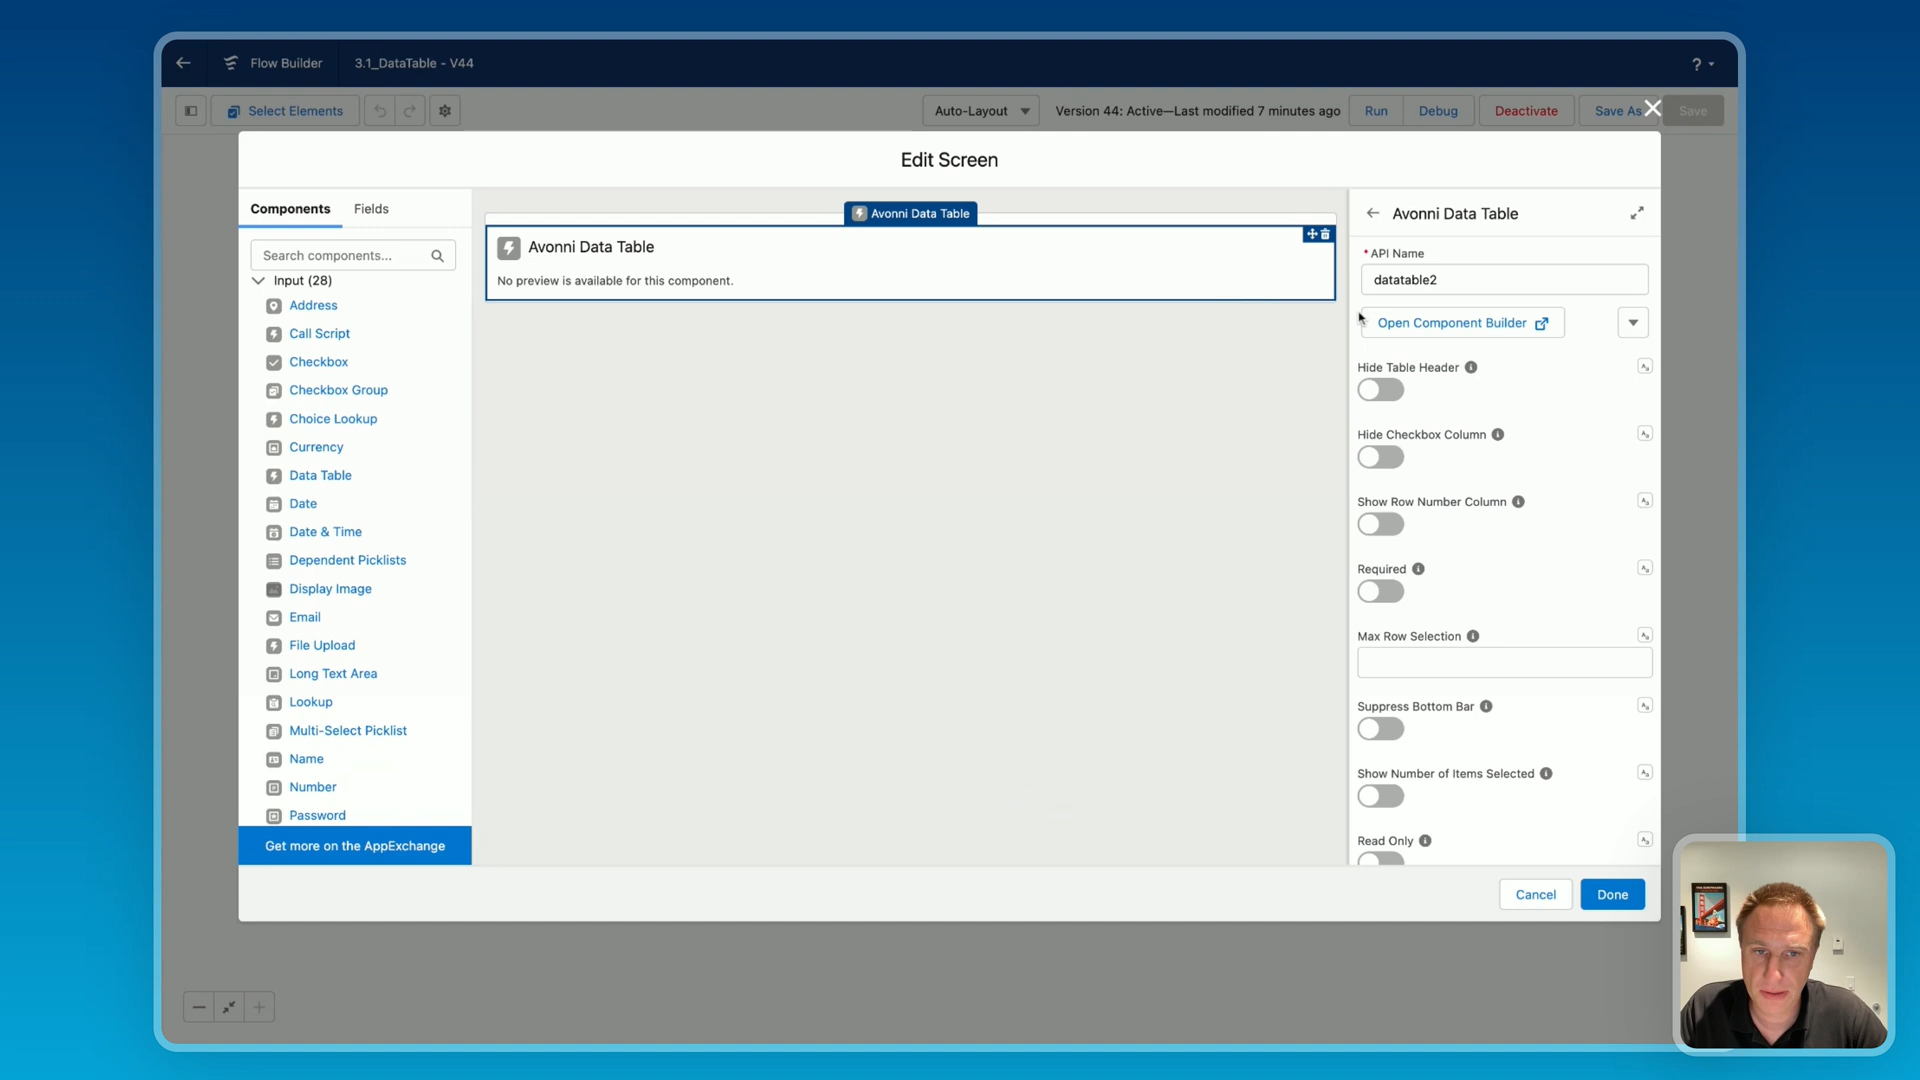 Flow Builder
3.1_DataTable - V44
?
Select Elements
Auto-Layout
Version 44: Active—Last modified 7 minutes ago
Run
Debug
Deactivate
Save As
Save
Edit Screen
Components
Fields
Search components...
Input (28)
Address
Call Script
Checkbox
Checkbox Group
Choice Lookup
Currency
Data Table
Date
Date & Time
Dependent Picklists
Display Image
Email
File Upload
Long Text Area
Lookup
Multi-Select Picklist
Name
Number
Password
Get more on the AppExchange
Avonni Data Table
Avonni Data Table
No preview is available for this component.
Avonni Data Table
* API Name
datatable2
Open Component Builder
Hide Table Header
Hide Checkbox Column
Show Row Number Column
Required
Max Row Selection
Suppress Bottom Bar
Show Number of Items Selected
Read Only
Cancel
Done